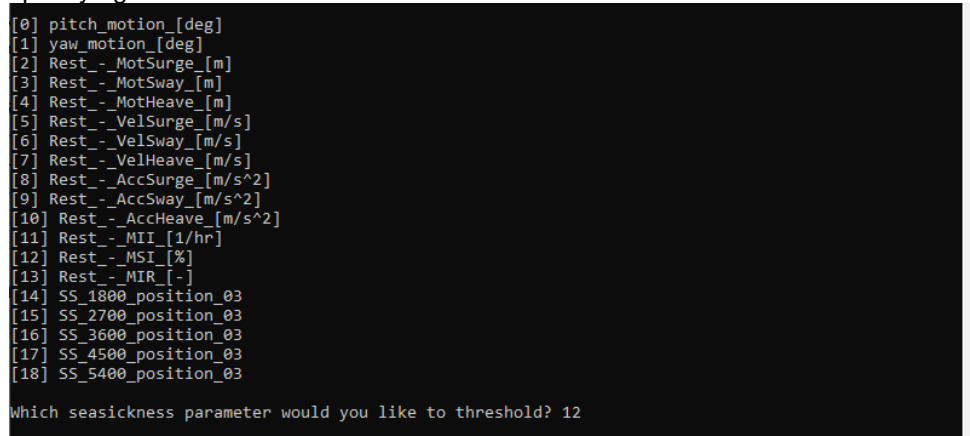 [0] pitch_motion_[deg]
[1] yaw_motion_[deg]
[2] Rest_-_MotSurge_[m]
[3] Rest_-_MotSway_[m]
[4] Rest_-_MotHeave_[m]
[5] Rest_-_VelSurge_[m/s]
[6] Rest_-_VelSway_[m/s]
[7] Rest_-_VelHeave_[m/s]
[8] Rest_-_AccSurge_[m/s^2]
[9] Rest_-_AccSway_[m/s^2]
[10] Rest_-_AccHeave_[m/s^2]
[11] Rest_-_MII_[1/hr]
[12] Rest_-_MSI_[%]
[13] Rest_-_MIR_[-]
[14] SS_1800_position_03
[15] SS_2700_position_03
[16] SS_3600_position_03
[17] SS_4500_position_03
[18] SS_5400_position_03
Which seasickness parameter would you like to threshold? 12